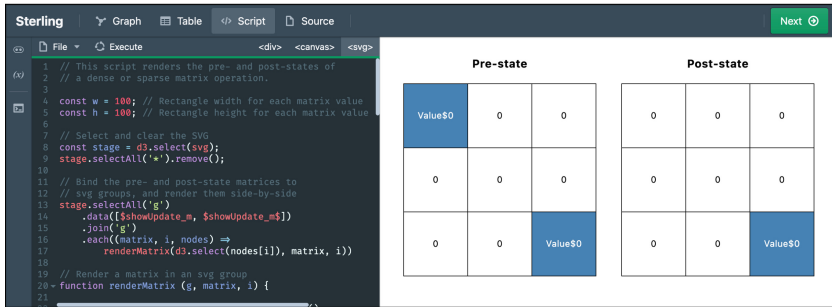 Sterling Graph Table </> Script Source Next
File Execute <div> <canvas> <svg>
(x)
1 // This script renders the pre- and post-states of
2 // a dense or sparse matrix operation.
3
4 const w = 100; // Rectangle width for each matrix value
5 const h = 100; // Rectangle height for each matrix value
6
7 // Select and clear the SVG
8 const stage = d3.select(svg);
9 stage.selectAll('*').remove();
10
11 // Bind the pre- and post-state matrices to
12 // svg groups, and render them side-by-side
13 stage.selectAll('g')
14 .data([$showUpdate_m, $showUpdate_m$])
15 .join('g')
16 .each((matrix, i, nodes) ⇒
17 renderMatrix(d3.select(nodes[i]), matrix, i))
18
19 // Render a matrix in an svg group
20 function renderMatrix (g, matrix, i) {
21
Pre-state
Value$0 0 0
0 0 0
0 0 Value$0
Post-state
0 0 0
0 0 0
0 0 Value$0